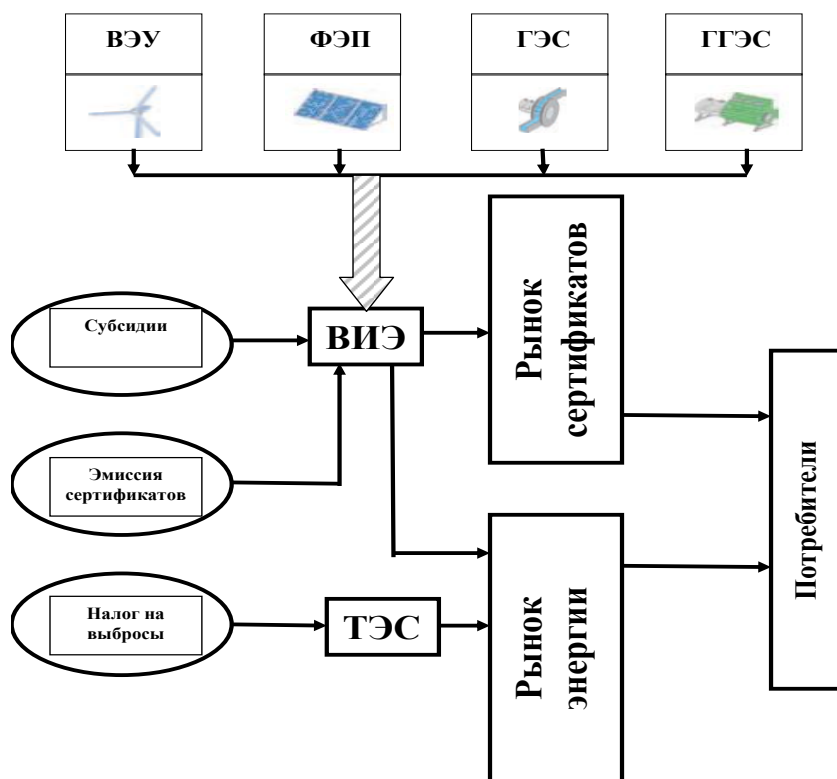 ВЭУ
ФЭП
ГЭС
ГГЭС
Рынок
сертификатов
Субсидии
ВИЭ
Потребители
Эмиссия
сертификатов
Рынок
энергии
Налог на
выбросы
ТЭС